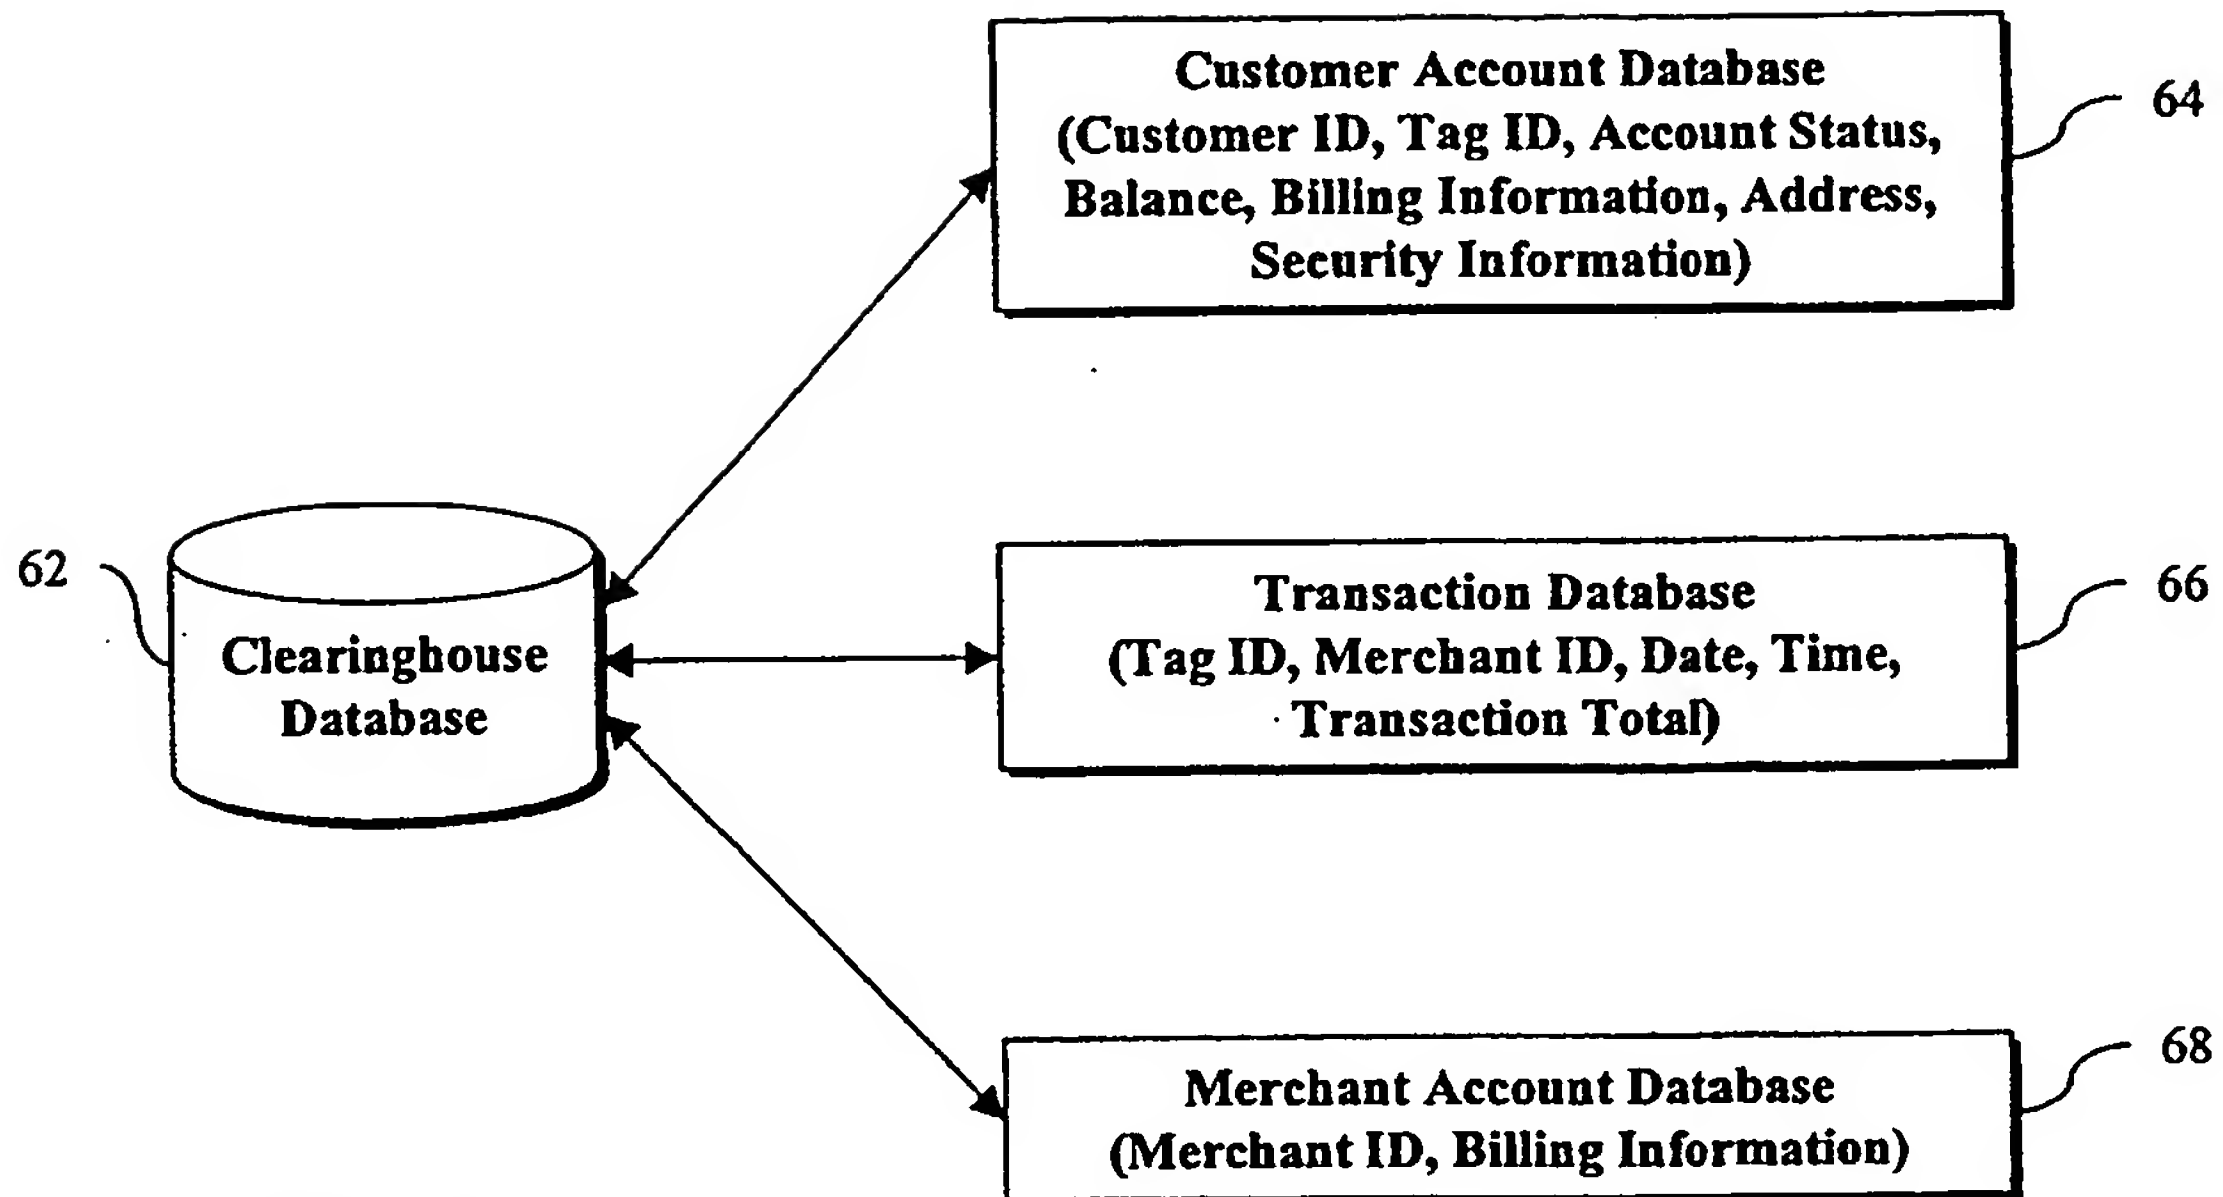 Customer Account Database
(Customer ID, Tag ID, Account Status,
Balance, Billing Information, Address,
Security Information)
64
62
Clearinghouse
Database
Transaction Database
(Tag ID, Merchant ID, Date, Time,
Transaction Total)
66
Merchant Account Database
(Merchant ID, Billing Information)
68